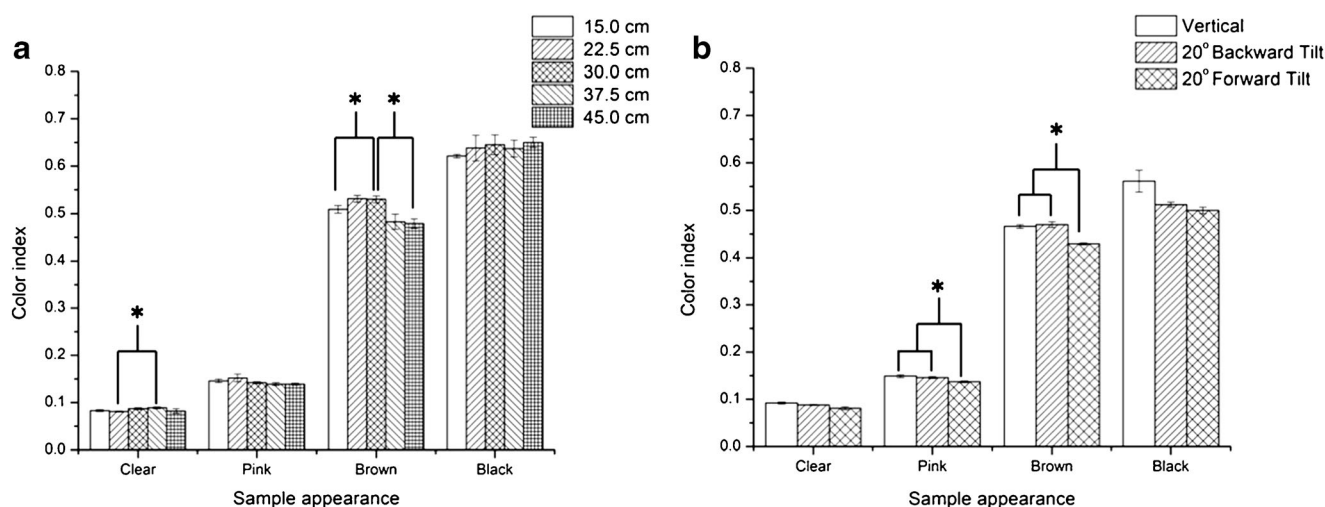 a
15.0 cm
22.5 cm
30.0 cm
37.5 cm
45.0 cm
0.8
0.7
0.6
0.5
0.4
0.3
0.2
0.1
0.0
Color index
*
*
*
Clear Pink Brown Black
Sample appearance
b
Vertical
20° Backward Tilt
20° Forward Tilt
0.8
0.7
0.6
0.5
0.4
0.3
0.2
0.1
0.0
Color index
*
*
Clear Pink Brown Black
Sample appearance